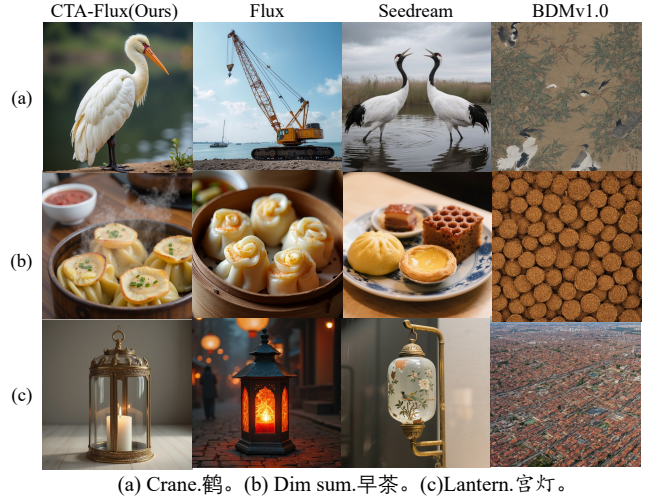 CTA-Flux(Ours) Flux Seedream BDMv1.0
(a)
(b)
(c)
(a) Crane.鹤。(b) Dim sum.早茶。(c)Lantern.宫灯。